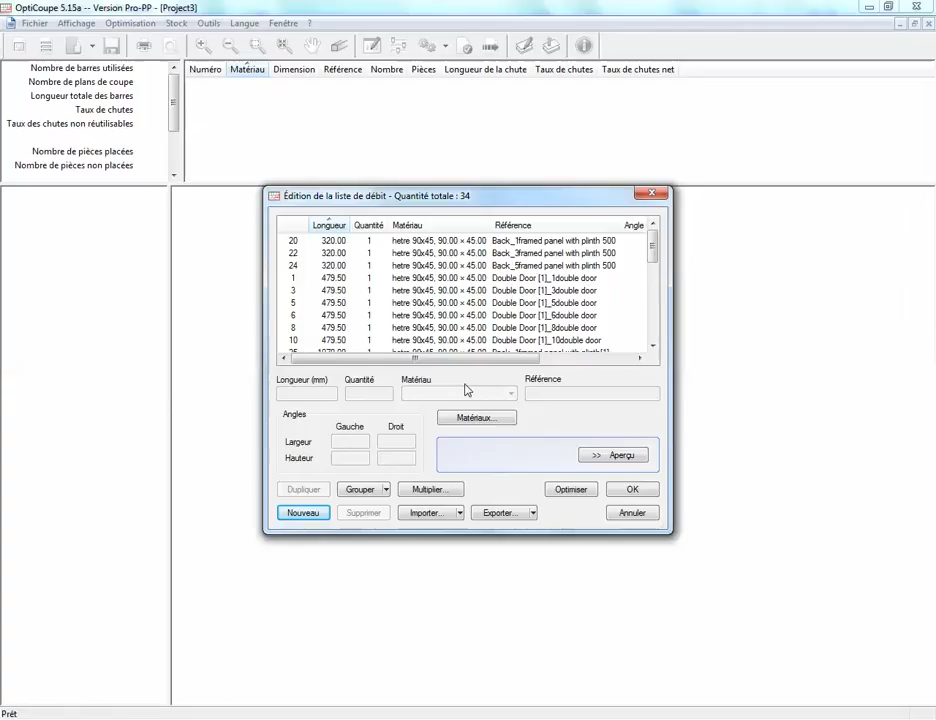 OptiCoupe 5.15a -- Version Pro-PP - [Project3]
Fichier Affichage Optimisation Stock Outils Langue Fenêtre ?
Nombre de barres utilisées
Nombre de plans de coupe
Longueur totale des barres
Taux de chutes
Taux des chutes non réutilisables
Nombre de pièces placées
Nombre de pièces non placées
Numéro Matériau Dimension Référence Nombre Pièces Longueur de la chute Taux de chutes Taux de chutes net
Édition de la liste de débit - Quantité totale : 34
Longueur Quantité Matériau Référence Angle
20 320.00 1 hetre 90x45, 90.00 × 45.00 Back_1framed panel with plinth 500
22 320.00 1 hetre 90x45, 90.00 × 45.00 Back_3framed panel with plinth 500
24 320.00 1 hetre 90x45, 90.00 × 45.00 Back_5framed panel with plinth 500
1 479.50 1 hetre 90x45, 90.00 × 45.00 Double Door [1]_1double door
3 479.50 1 hetre 90x45, 90.00 × 45.00 Double Door [1]_3double door
5 479.50 1 hetre 90x45, 90.00 × 45.00 Double Door [1]_5double door
6 479.50 1 hetre 90x45, 90.00 × 45.00 Double Door [1]_6double door
8 479.50 1 hetre 90x45, 90.00 × 45.00 Double Door [1]_8double door
10 479.50 1 hetre 90x45, 90.00 × 45.00 Double Door [1]_10double door
Longueur (mm) Quantité Matériau Référence
Angles
Gauche Droit
Largeur
Hauteur
Matériaux...
>> Aperçu
Dupliquer Grouper Multiplier... Optimiser OK
Nouveau Supprimer Importer... Exporter... Annuler
Prêt